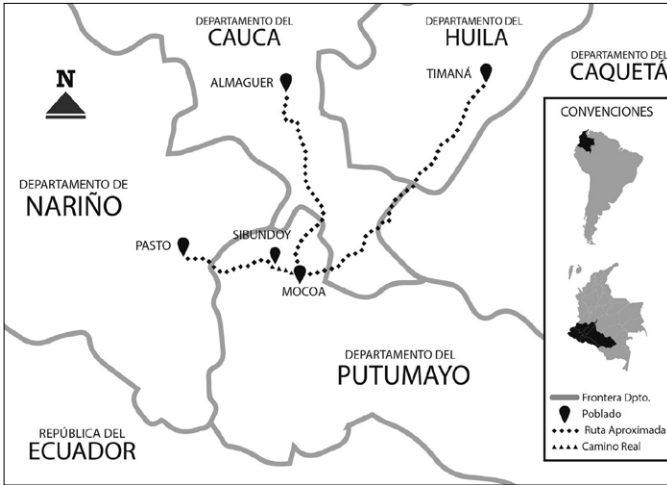 DEPARTAMENTO DEL
CAUCA
DEPARTAMENTO DEL
HUILA
DEPARTAMENTO DEL
CAQUETÁ
ALMAGUER
TIMANÁ
N
CONVENCIONES
DEPARTAMENTO DE
NARIÑO
PASTO
SIBUNDOY
MOCOA
DEPARTAMENTO DEL
PUTUMAYO
REPÚBLICA DEL
ECUADOR
Frontera Dpto.
Poblado
Ruta Aproximada
Camino Real